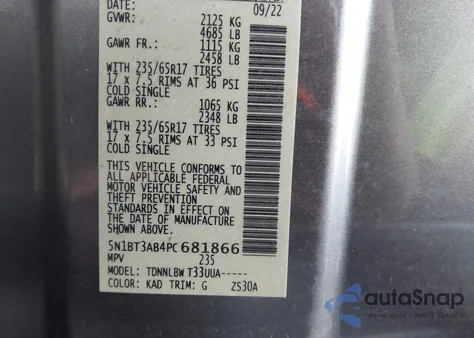 DATE: 09/22
GVWR: 2125 KG
4685 LB
GAWR FR.: 1115 KG
2458 LB
WITH 235/65R17 TIRES
17 x 7.5 RIMS AT 36 PSI
COLD SINGLE
GAWR RR.: 1065 KG
2348 LB
WITH 235/65R17 TIRES
17 x 7.5 RIMS AT 33 PSI
COLD SINGLE
THIS VEHICLE CONFORMS TO
ALL APPLICABLE FEDERAL
MOTOR VEHICLE SAFETY AND
THEFT PREVENTION
STANDARDS IN EFFECT ON
DATE OF MFR. SHOWN ABOVE.
5N1BT3AB4PC681866
MPV 235
MODEL: TDNNLBW T33UUA-----
COLOR: KAD TRIM: G ZS30A
autoSnap